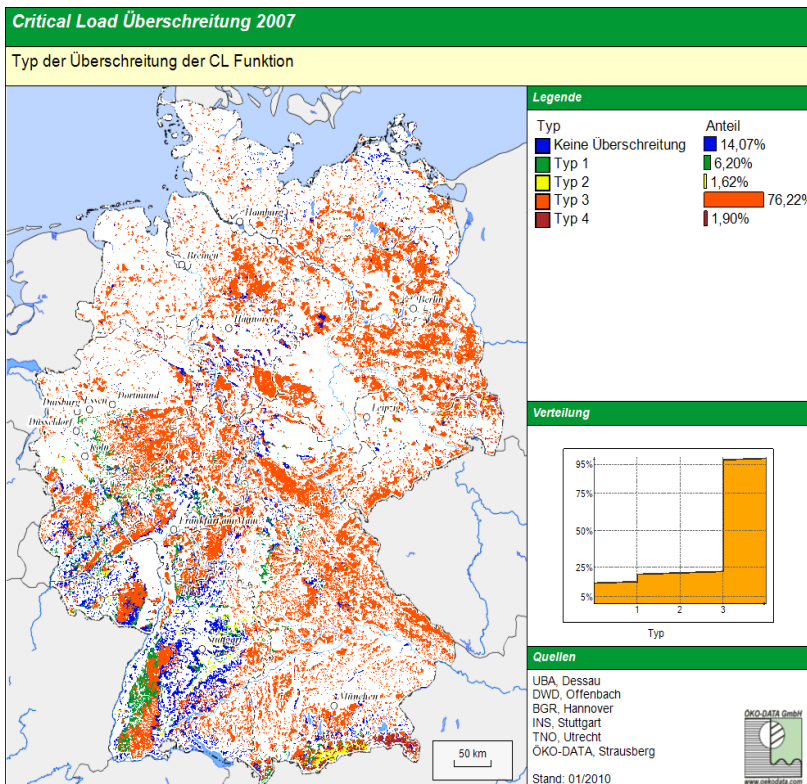 Critical Load Überschreitung 2007
Typ der Überschreitung der CL Funktion
Hamburg
Bremen
Berlin
Hannover
Duisburg Essen Dortmund
Düsseldorf
Leipzig
Köln
Frankfurt am Main
Stuttgart
München
50 km
Legende
Typ Anteil
Keine Überschreitung 14,07%
Typ 1 6,20%
Typ 2 1,62%
Typ 3 76,22%
Typ 4 1,90%
Verteilung
95%
75%
50%
25%
5%
1 2 3
Typ
Quellen
UBA, Dessau
DWD, Offenbach
BGR, Hannover
INS, Stuttgart
TNO, Utrecht
ÖKO-DATA, Strausberg
Stand: 01/2010
ÖKO-DATA GmbH
www.oekodata.com